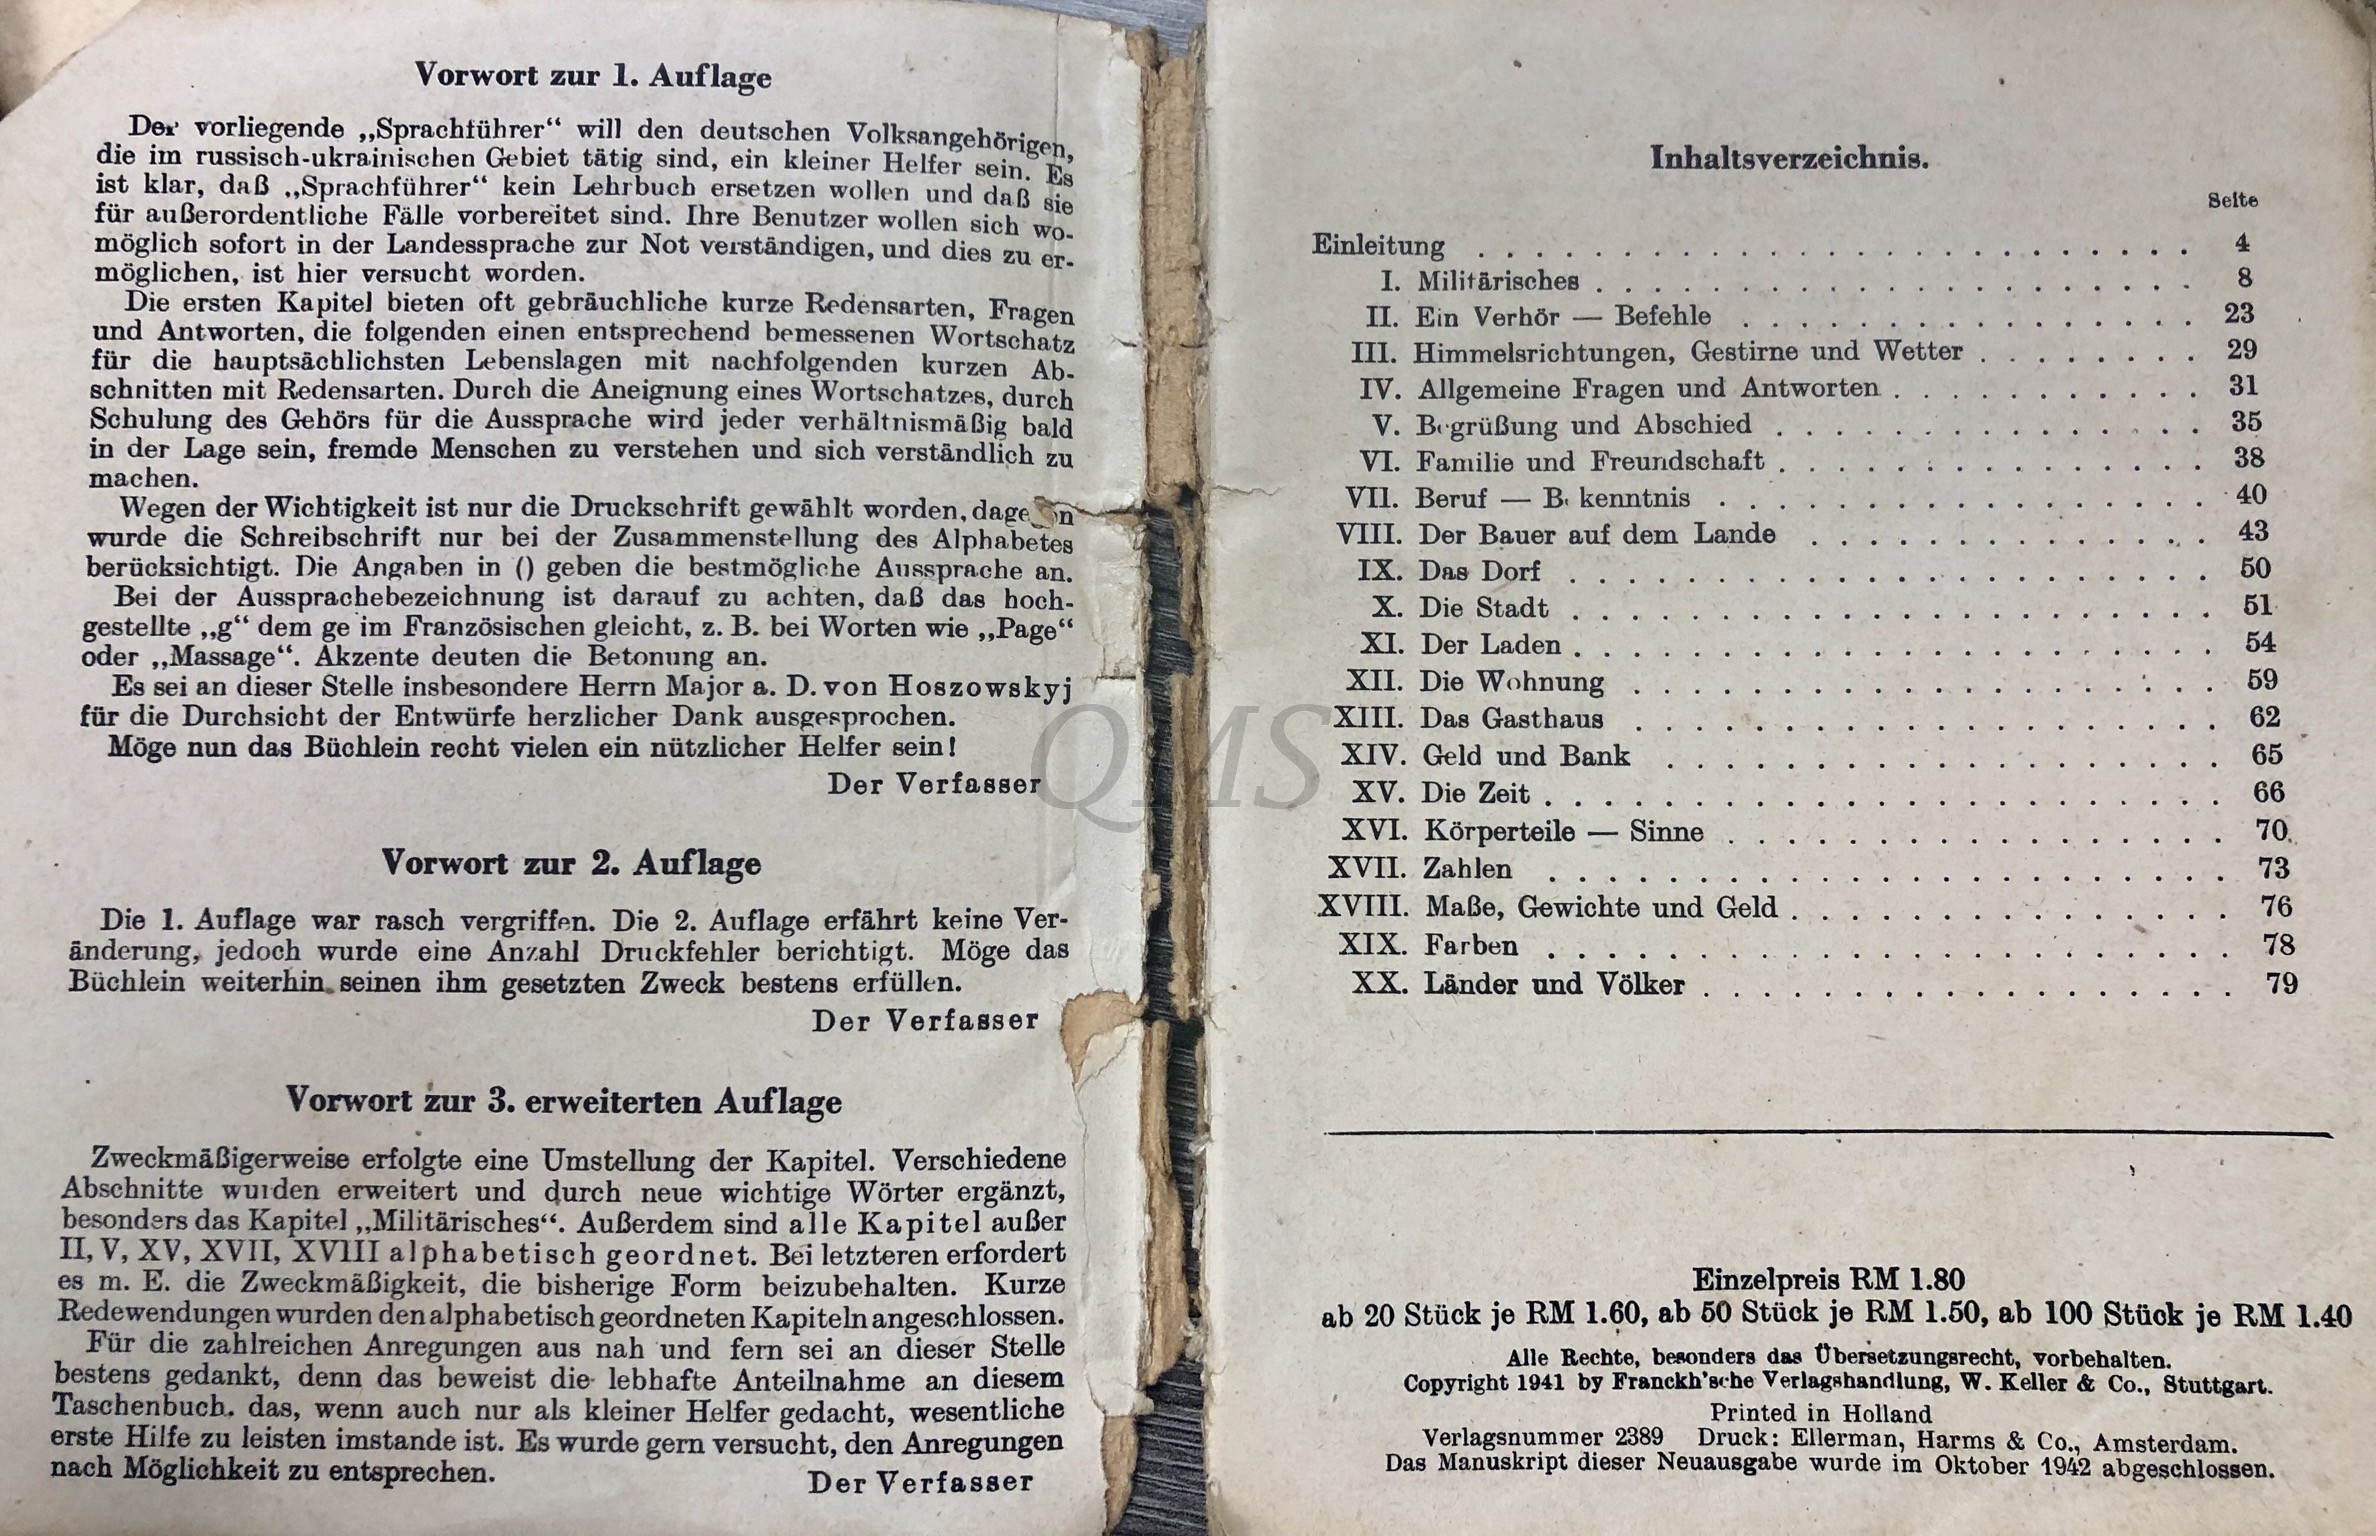 Vorwort zur 1. Auflage
Der vorliegende „Sprachführer“ will den deutschen Volksangehörigen,
die im russisch-ukrainischen Gebiet tätig sind, ein kleiner Helfer sein. Es
ist klar, daß „Sprachführer“ kein Lehrbuch ersetzen wollen und daß sie
für außerordentliche Fälle vorbereitet sind. Ihre Benutzer wollen sich wo-
möglich sofort in der Landessprache zur Not verständigen, und dies zu er-
möglichen, ist hier versucht worden.
Die ersten Kapitel bieten oft gebräuchliche kurze Redensarten, Fragen
und Antworten, die folgenden einen entsprechend bemessenen Wortschatz
für die hauptsächlichsten Lebenslagen mit nachfolgenden kurzen Ab-
schnitten mit Redensarten. Durch die Aneignung eines Wortschatzes, durch
Schulung des Gehörs für die Aussprache wird jeder verhältnismäßig bald
in der Lage sein, fremde Menschen zu verstehen und sich verständlich zu
machen.
Wegen der Wichtigkeit ist nur die Druckschrift gewählt worden, dagegen
wurde die Schreibschrift nur bei der Zusammenstellung des Alphabetes
berücksichtigt. Die Angaben in () geben die bestmögliche Aussprache an.
Bei der Aussprachebezeichnung ist darauf zu achten, daß das hoch-
gestellte „g“ dem ge im Französischen gleicht, z. B. bei Worten wie „Page“
oder „Massage“. Akzente deuten die Betonung an.
Es sei an dieser Stelle insbesondere Herrn Major a. D. von Hoszowskyj
für die Durchsicht der Entwürfe herzlicher Dank ausgesprochen.
Möge nun das Büchlein recht vielen ein nützlicher Helfer sein!
Der Verfasser
Vorwort zur 2. Auflage
Die 1. Auflage war rasch vergriffen. Die 2. Auflage erfährt keine Ver-
änderung, jedoch wurde eine Anzahl Druckfehler berichtigt. Möge das
Büchlein weiterhin seinen ihm gesetzten Zweck bestens erfüllen.
Der Verfasser
Vorwort zur 3. erweiterten Auflage
Zweckmäßigerweise erfolgte eine Umstellung der Kapitel. Verschiedene
Abschnitte wurden erweitert und durch neue wichtige Wörter ergänzt,
besonders das Kapitel „Militärisches“. Außerdem sind alle Kapitel außer
II, V, XV, XVII, XVIII alphabetisch geordnet. Bei letzteren erfordert
es m. E. die Zweckmäßigkeit, die bisherige Form beizubehalten. Kurze
Redewendungen wurden den alphabetisch geordneten Kapiteln angeschlossen.
Für die zahlreichen Anregungen aus nah und fern sei an dieser Stelle
bestens gedankt, denn das beweist die lebhafte Anteilnahme an diesem
Taschenbuch. das, wenn auch nur als kleiner Helfer gedacht, wesentliche
erste Hilfe zu leisten imstande ist. Es wurde gern versucht, den Anregungen
nach Möglichkeit zu entsprechen.
Der Verfasser
Inhaltsverzeichnis.
Seite
Einleitung . . . 4
I. Militärisches . . . 8
II. Ein Verhör — Befehle . . . 23
III. Himmelsrichtungen, Gestirne und Wetter . . . 29
IV. Allgemeine Fragen und Antworten . . . 31
V. Begrüßung und Abschied . . . 35
VI. Familie und Freundschaft . . . 38
VII. Beruf — Bekenntnis . . . 40
VIII. Der Bauer auf dem Lande . . . 43
IX. Das Dorf . . . 50
X. Die Stadt . . . 51
XI. Der Laden . . . 54
XII. Die Wohnung . . . 59
XIII. Das Gasthaus . . . 62
XIV. Geld und Bank . . . 65
XV. Die Zeit . . . 66
XVI. Körperteile — Sinne . . . 70
XVII. Zahlen . . . 73
XVIII. Maße, Gewichte und Geld . . . 76
XIX. Farben . . . 78
XX. Länder und Völker . . . 79
Einzelpreis RM 1.80
ab 20 Stück je RM 1.60, ab 50 Stück je RM 1.50, ab 100 Stück je RM 1.40
Alle Rechte, besonders das Übersetzungsrecht, vorbehalten.
Copyright 1941 by Franckh'sche Verlagshandlung, W. Keller & Co., Stuttgart.
Printed in Holland
Verlagsnummer 2389 Druck: Ellerman, Harms & Co., Amsterdam.
Das Manuskript dieser Neuausgabe wurde im Oktober 1942 abgeschlossen.
QMS